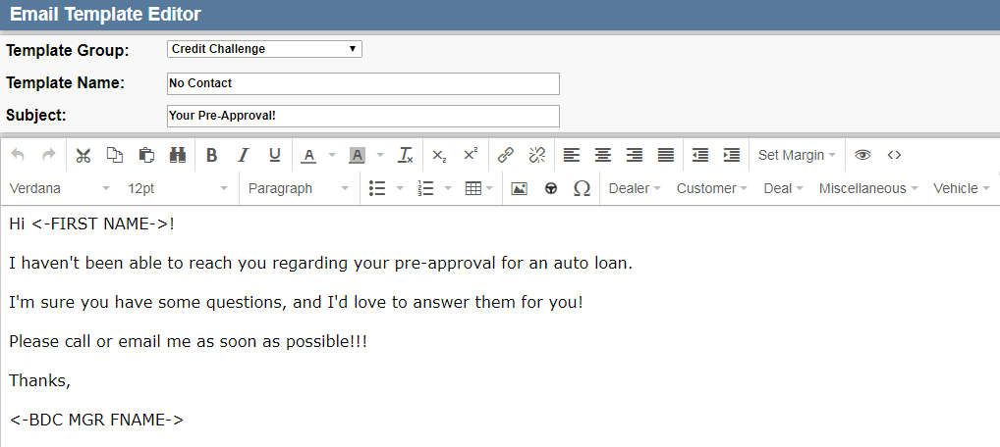 Email Template Editor
Template Group: Credit Challenge
Template Name: No Contact
Subject: Your Pre-Approval!
B I U A A Tx x₂ x² Set Margin <>
Verdana 12pt Paragraph Ω Dealer Customer Deal Miscellaneous Vehicle
Hi <-FIRST NAME->!
I haven't been able to reach you regarding your pre-approval for an auto loan.
I'm sure you have some questions, and I'd love to answer them for you!
Please call or email me as soon as possible!!!
Thanks,
<-BDC MGR FNAME->